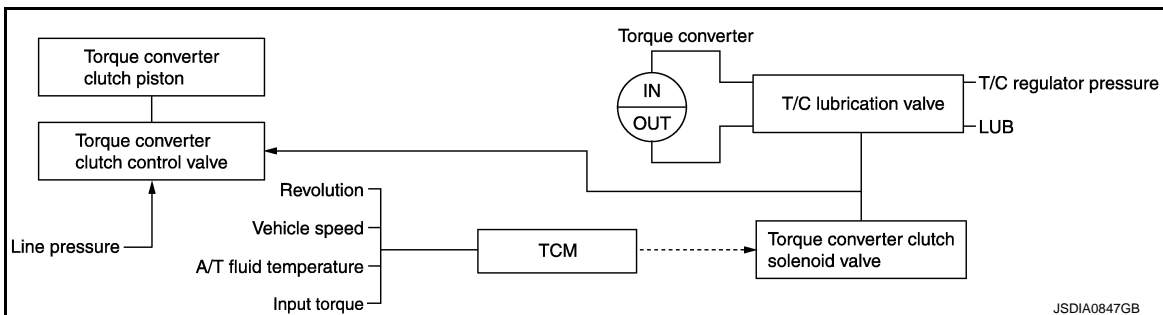 Torque converter
clutch piston
Torque converter
clutch control valve
Line pressure
Revolution
Vehicle speed
A/T fluid temperature
Input torque
TCM
Torque converter
IN
OUT
T/C lubrication valve
T/C regulator pressure
LUB
Torque converter clutch
solenoid valve
JSDIA0847GB